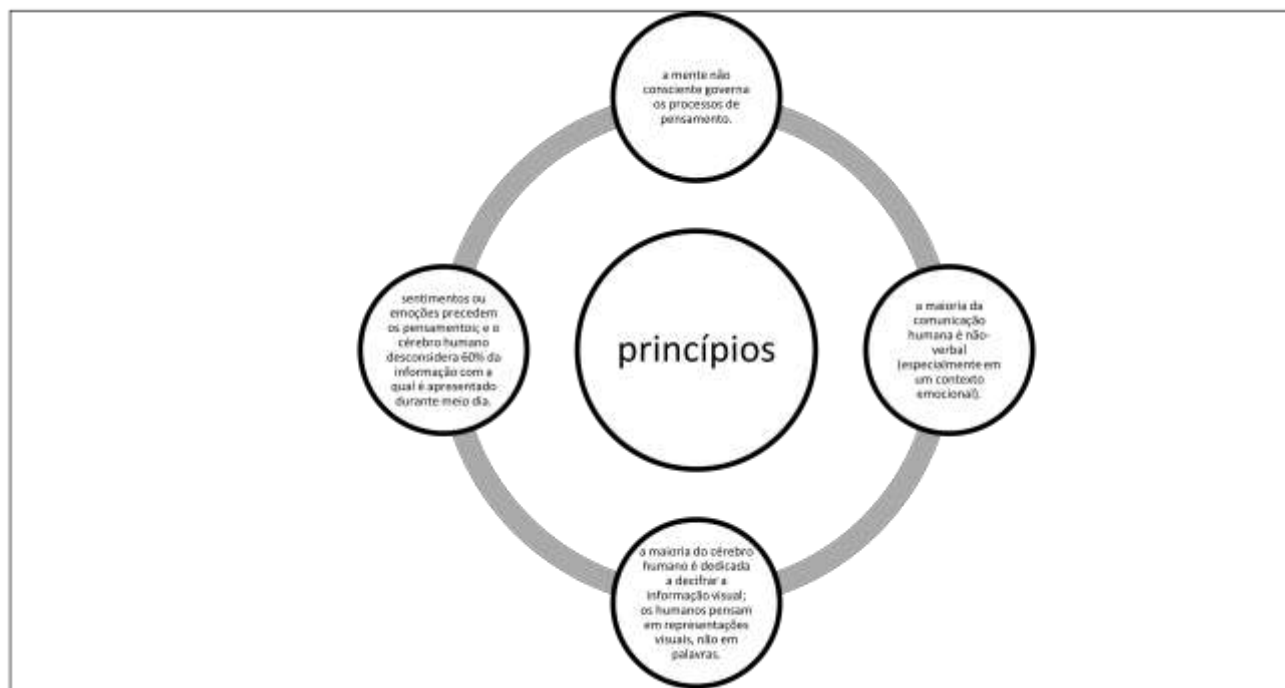 a mente não
consciente governa
os processos de
pensamento.
sentimentos ou
emoções precedem
os pensamentos; e o
cérebro humano
desconsidera 60% da
informação com a
qual é apresentado
durante meio dia.
princípios
a maioria da
comunicação
humana é não-
verbal
(especialmente em
um contexto
emocional).
a maioria do cérebro
humano é dedicada
a decifrar a
informação visual;
os humanos pensam
em representações
visuais, não em
palavras.